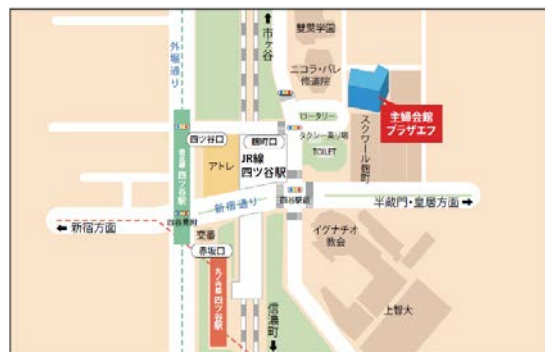 外堀通り
市ヶ谷
雙葉学園
ニコラ・バレ
修道院
主婦会館
プラザエフ
ロータリー
タクシー乗り場
TOILET
スクワール麹町
四ツ谷口
麹町口
アトレ
JR線
四ツ谷駅
南北線 四ツ谷駅
新宿通り
四谷見附
四谷駅前
半蔵門・皇居方面
新宿方面
交番
赤坂口
丸ノ内線 四ツ谷駅
イグナチオ
教会
信濃町
上智大